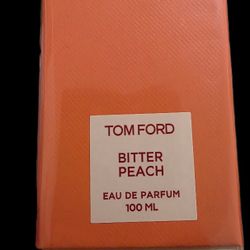 TOM FORD
BITTER
PEACH
EAU DE PARFUM
100 ML